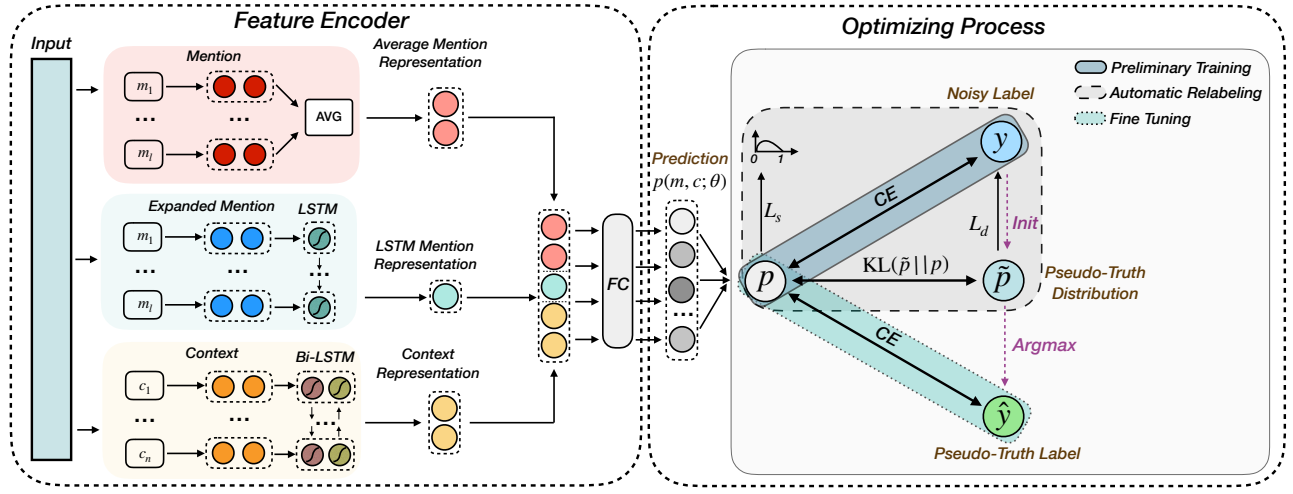 Feature Encoder
Input
Mention
m1
...
ml
...
AVG
Average Mention
Representation
Expanded Mention
LSTM
m1
...
ml
...
...
LSTM Mention
Representation
Context
Bi-LSTM
c1
...
cn
...
...
Context
Representation
FC
Prediction
p(m, c; θ)
...
Optimizing Process
Preliminary Training
Automatic Relabeling
Fine Tuning
Noisy Label
y
0 1
CE
Ls
Ld
Init
KL(p̃||p)
p
p̃
Pseudo-Truth
Distribution
CE
Argmax
ŷ
Pseudo-Truth Label